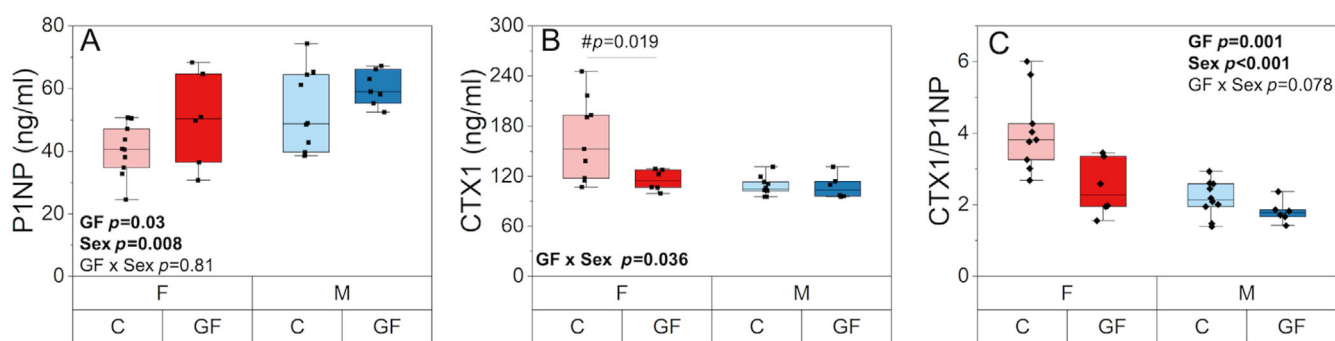 A
P1NP (ng/ml)
80
60
40
20
0
GF p=0.03
Sex p=0.008
GF x Sex p=0.81
F M
C GF C GF
B
CTX1 (ng/ml)
300
240
180
120
60
0
#p=0.019
GF x Sex p=0.036
F M
C GF C GF
C
CTX1/P1NP
6
4
2
0
GF p=0.001
Sex p<0.001
GF x Sex p=0.078
F M
C GF C GF